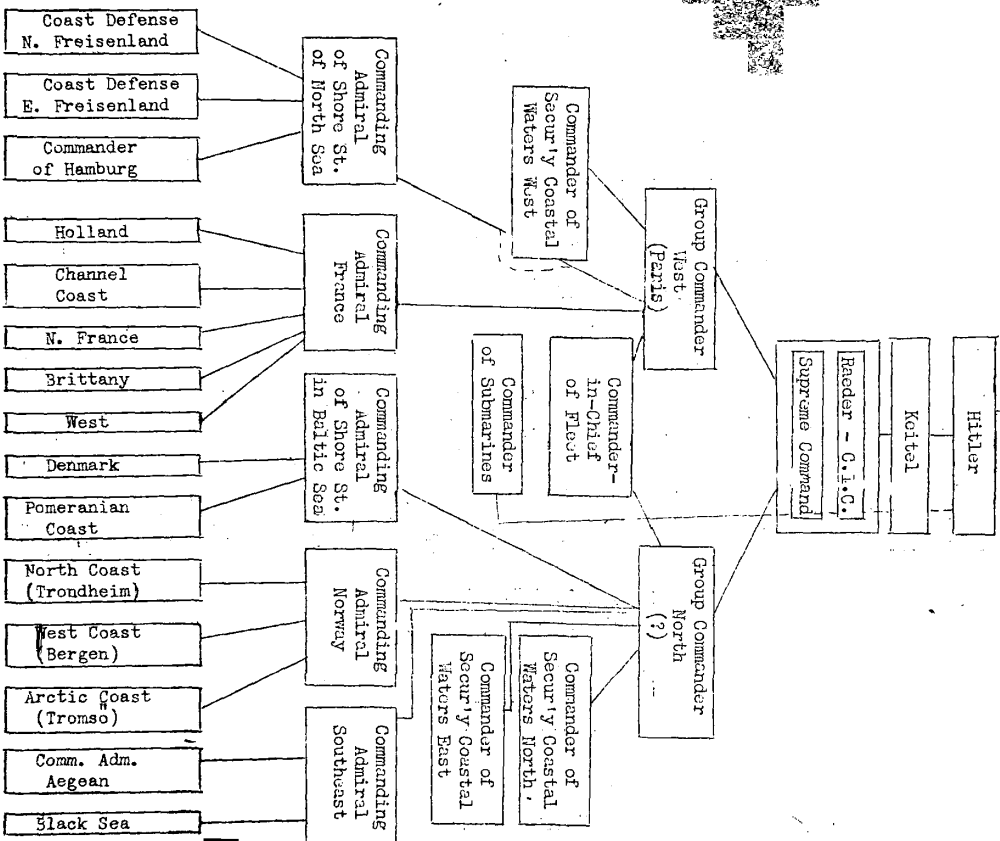 Hitler
Keitel
Raeder - C.i.C.
Supreme Command
Group Commander
West
(Paris)
Group Commander
North
(?)
Commander of
Secur'y Coastal
Waters West
Commander-
in-Chief
of Fleet
Commander
of Submarines
Commander of
Secur'y Coastal
Waters North
Commander of
Secur'y Coastal
Waters East
Commanding
Admiral
of Shore St.
of North Sea
Commanding
Admiral
France
Commanding
Admiral
of Shore St.
in Baltic Sea
Commanding
Admiral
Norway
Commanding
Admiral
Southeast
Coast Defense
N. Freisenland
Coast Defense
E. Freisenland
Commander
of Hamburg
Holland
Channel
Coast
N. France
Brittany
West
Denmark
Pomeranian
Coast
North Coast
(Trondheim)
West Coast
(Bergen)
Arctic Coast
(Tromsö)
Comm. Adm.
Aegean
Black Sea